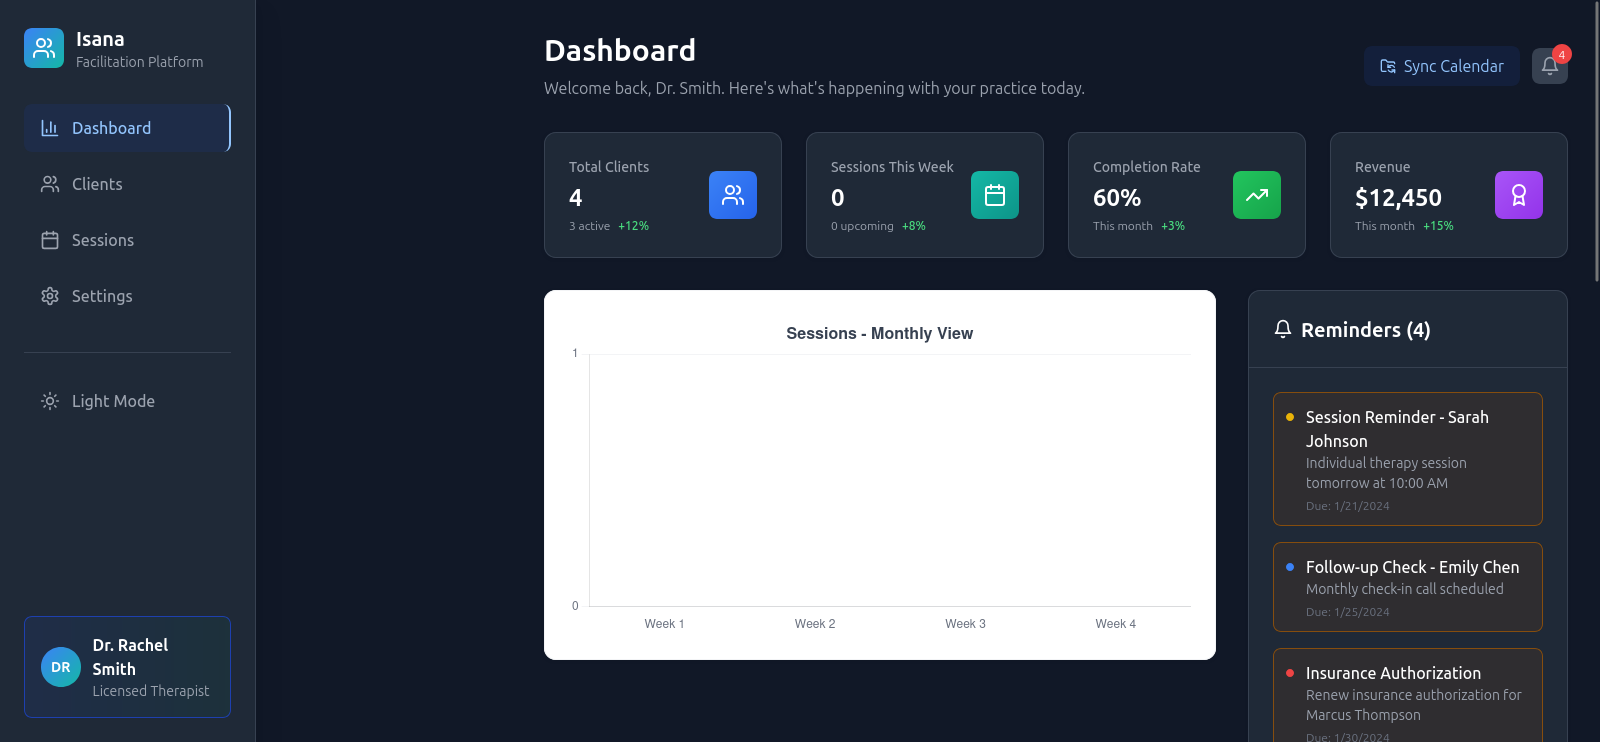 Isana
Facilitation Platform
Dashboard
Clients
Sessions
Settings
Light Mode
DR
Dr. Rachel
Smith
Licensed Therapist
Dashboard
Welcome back, Dr. Smith. Here's what's happening with your practice today.
Sync Calendar
4
Total Clients
4
3 active +12%
Sessions This Week
0
0 upcoming +8%
Completion Rate
60%
This month +3%
Revenue
$12,450
This month +15%
Sessions - Monthly View
1
0
Week 1
Week 2
Week 3
Week 4
Reminders (4)
Session Reminder - Sarah
Johnson
Individual therapy session
tomorrow at 10:00 AM
Due: 1/21/2024
Follow-up Check - Emily Chen
Monthly check-in call scheduled
Due: 1/25/2024
Insurance Authorization
Renew insurance authorization for
Marcus Thompson
Due: 1/30/2024